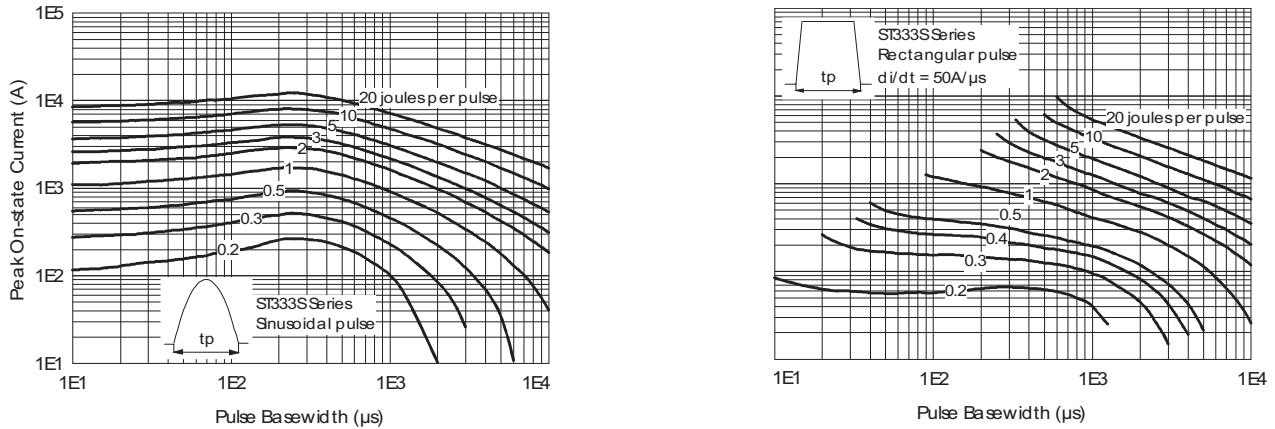 1E5
1E4
1E3
1E2
1E1
Peak On-state Current (A)
20 joules per pulse
10
5
3
2
1
0.5
0.3
0.2
tp
ST333S Series
Sinusoidal pulse
1E1 1E2 1E3 1E4
Pulse Basewidth (µs)
tp
ST333S Series
Rectangular pulse
di/dt = 50A/µs
20 joules per pulse
10
5
3
2
1
0.5
0.4
0.3
0.2
1E1 1E2 1E3 1E4
Pulse Basewidth (µs)